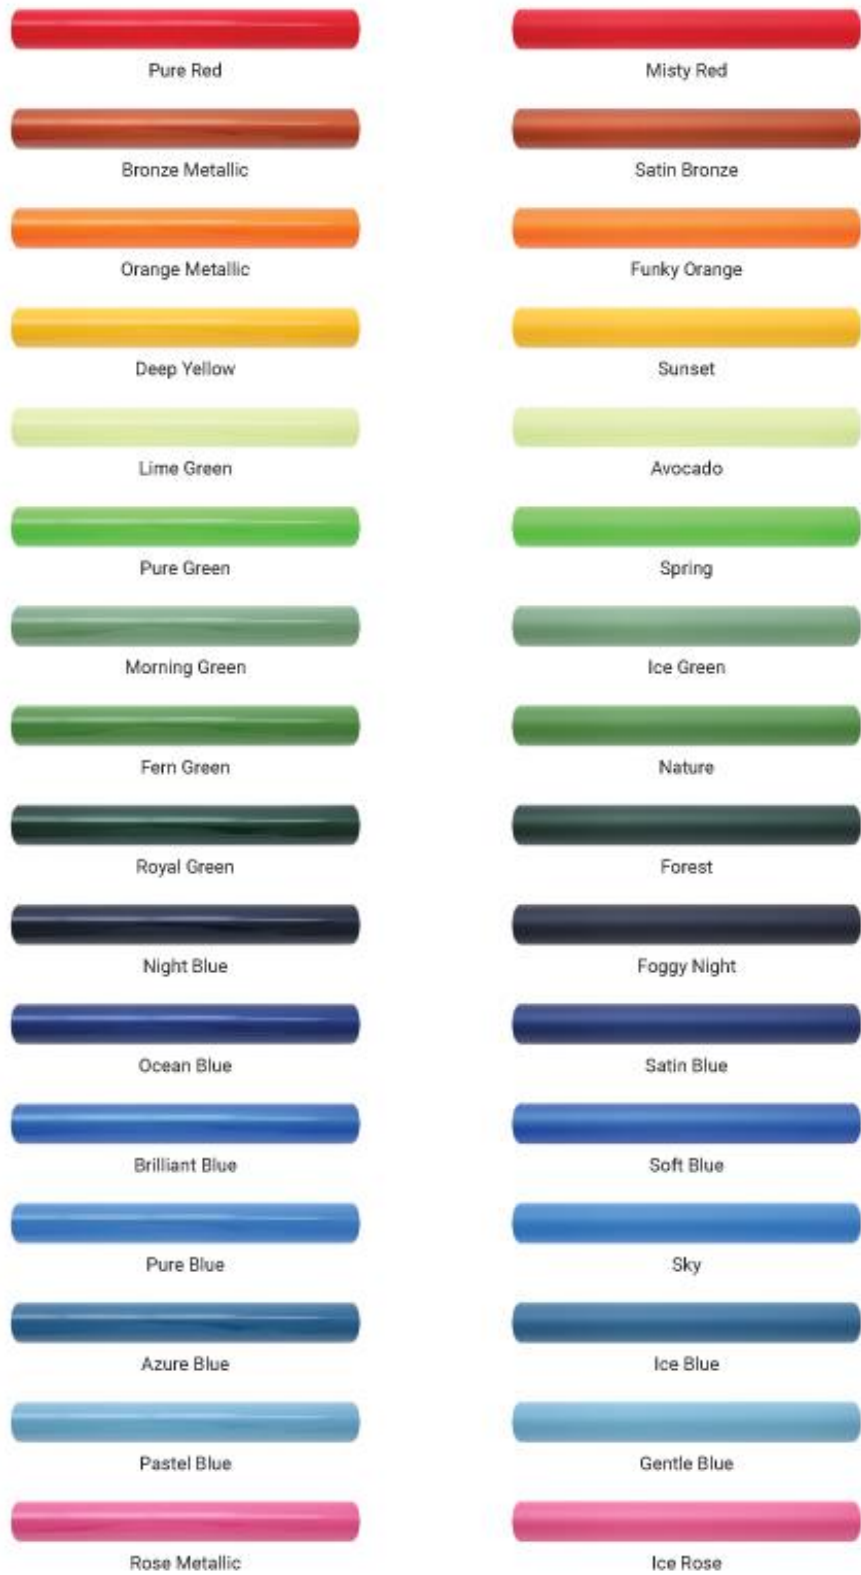 Pure Red
Misty Red
Bronze Metallic
Satin Bronze
Orange Metallic
Funky Orange
Deep Yellow
Sunset
Lime Green
Avocado
Pure Green
Spring
Morning Green
Ice Green
Fern Green
Nature
Royal Green
Forest
Night Blue
Foggy Night
Ocean Blue
Satin Blue
Brilliant Blue
Soft Blue
Pure Blue
Sky
Azure Blue
Ice Blue
Pastel Blue
Gentle Blue
Rose Metallic
Ice Rose